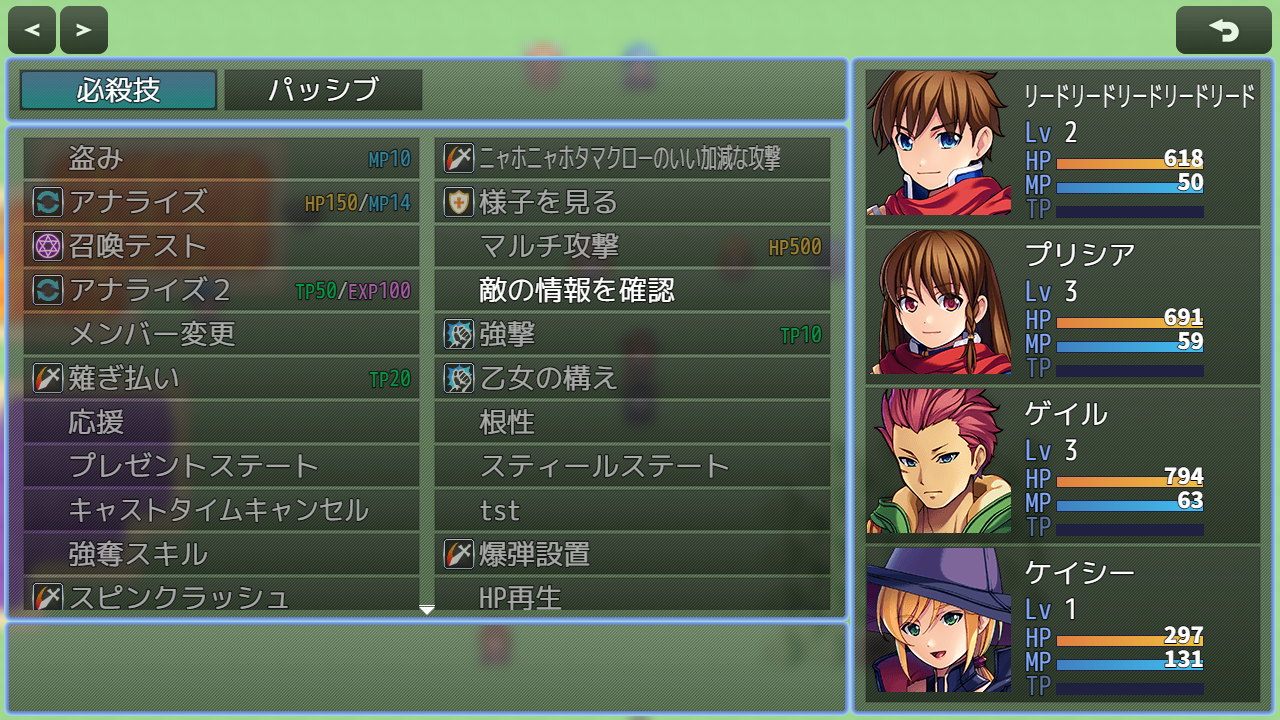 < >
必殺技 パッシブ
盗み MP10
ニャホニャホタマクローのいい加減な攻撃
アナライズ HP150/MP14
様子を見る
召喚テスト
マルチ攻撃 HP500
アナライズ２ TP50/EXP100
敵の情報を確認
メンバー変更
強撃 TP10
薙ぎ払い TP20
乙女の構え
応援
根性
プレゼントステート
スティールステート
キャストタイムキャンセル
tst
強奪スキル
爆弾設置
スピンクラッシュ
HP再生
リードリードリードリードリード
Lv 2
HP 618
MP 50
TP
プリシア
Lv 3
HP 691
MP 59
TP
ゲイル
Lv 3
HP 794
MP 63
TP
ケイシー
Lv 1
HP 297
MP 131
TP